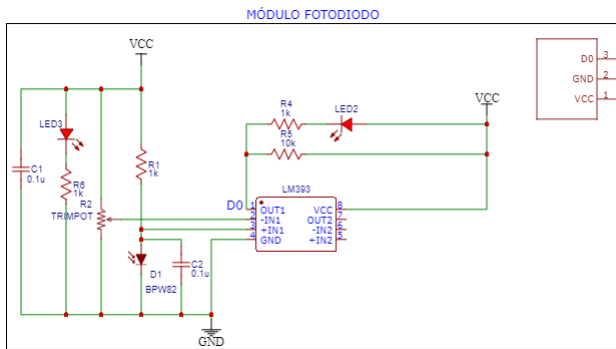 MÓDULO FOTODIODO
VCC
D0 3
GND 2
VCC 1
VCC
R4
1k
LED2
R5
10k
LED3
R1
1k
C1
0.1u
R6
1k
R2
TRIMPOT
LM393
D0
1 OUT1 VCC 8
2 -IN1 OUT2 7
3 +IN1 -IN2 6
4 GND +IN2 5
D1
BPW82
C2
0.1u
GND